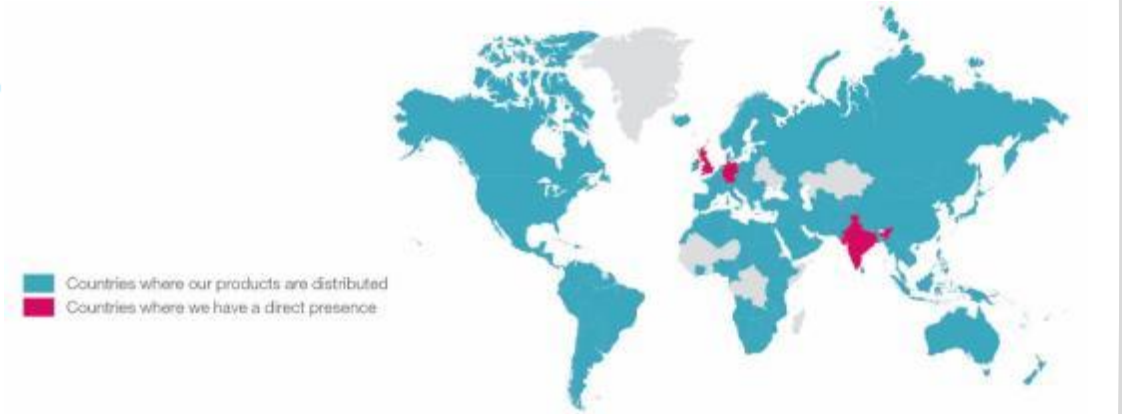 Countries where our products are distributed
Countries where we have a direct presence